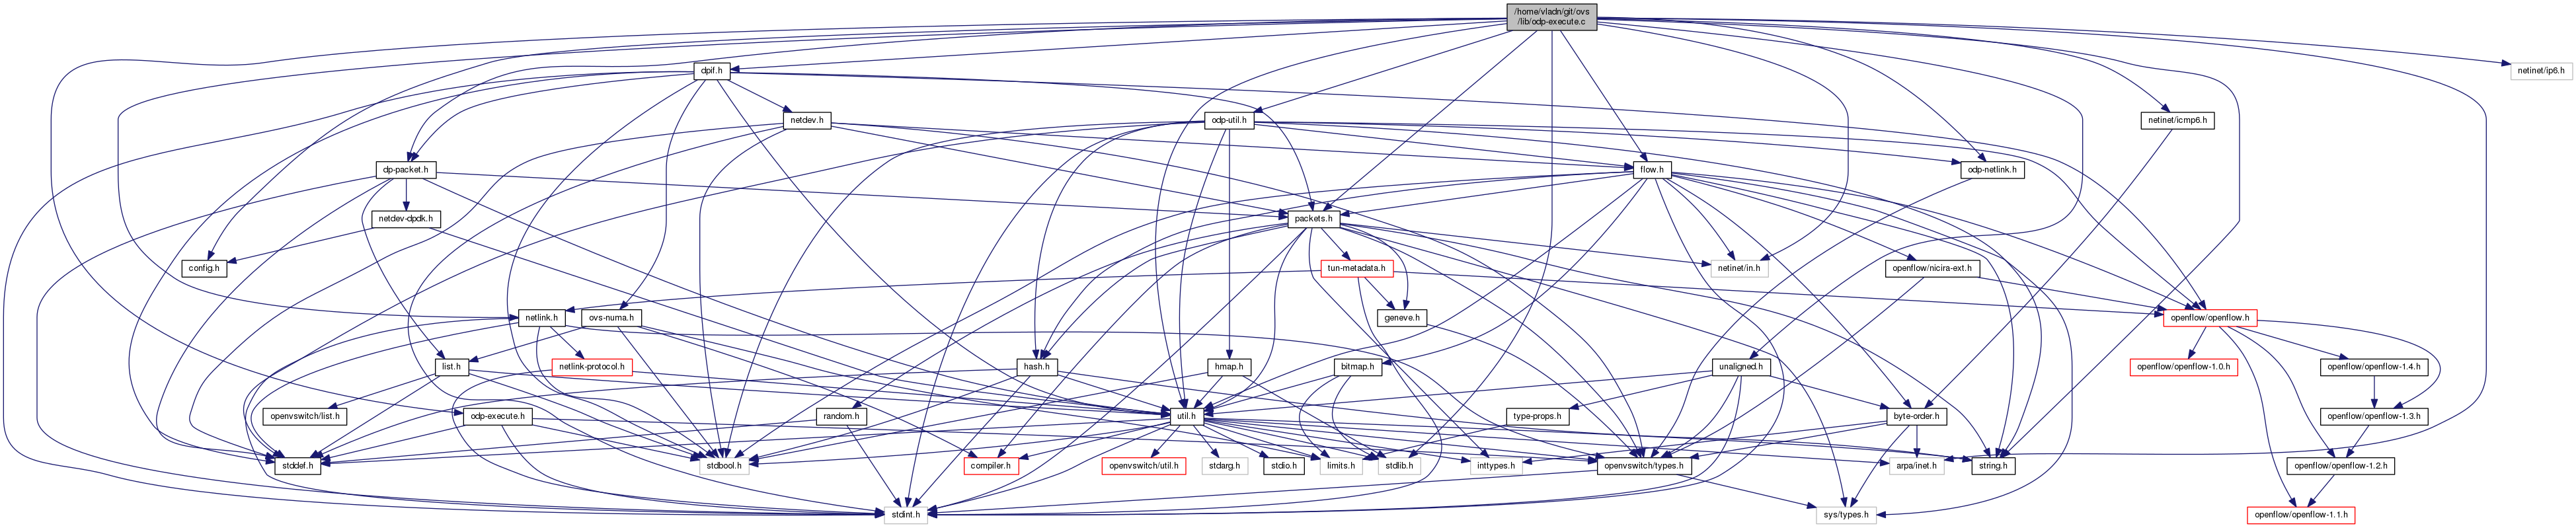 /home/vladn/git/ovs
/lib/odp-execute.c
dpif.h
netinet/ip6.h
netdev.h
odp-util.h
netinet/icmp6.h
dp-packet.h
flow.h
odp-netlink.h
netdev-dpdk.h
packets.h
config.h
tun-metadata.h
netinet/in.h
openflow/nicira-ext.h
netlink.h
ovs-numa.h
geneve.h
openflow/openflow.h
list.h
netlink-protocol.h
hash.h
hmap.h
bitmap.h
unaligned.h
openflow/openflow-1.0.h
openflow/openflow-1.4.h
openvswitch/list.h
odp-execute.h
random.h
util.h
type-props.h
byte-order.h
openflow/openflow-1.3.h
stddef.h
stdbool.h
compiler.h
openvswitch/util.h
stdarg.h
stdio.h
limits.h
stdlib.h
inttypes.h
openvswitch/types.h
arpa/inet.h
string.h
openflow/openflow-1.2.h
stdint.h
sys/types.h
openflow/openflow-1.1.h